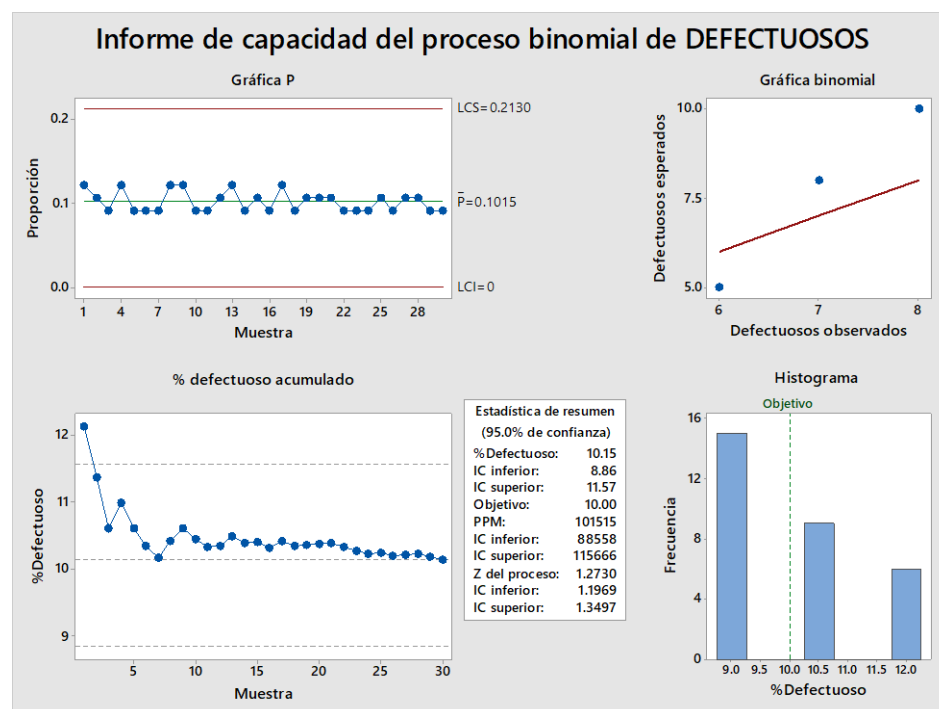 Informe de capacidad del proceso binomial de DEFECTUOSOS
Gráfica P
Proporción
0.2
0.1
0.0
LCS=0.2130
P̄=0.1015
LCI=0
1 4 7 10 13 16 19 22 25 28
Muestra
Gráfica binomial
Defectuosos esperados
10.0
7.5
5.0
6 7 8
Defectuosos observados
% defectuoso acumulado
%Defectuoso
12
11
10
9
5 10 15 20 25 30
Muestra
Estadística de resumen
(95.0% de confianza)
%Defectuoso: 10.15
IC inferior: 8.86
IC superior: 11.57
Objetivo: 10.00
PPM: 101515
IC inferior: 88558
IC superior: 115666
Z del proceso: 1.2730
IC inferior: 1.1969
IC superior: 1.3497
Histograma
Objetivo
Frecuencia
16
12
8
4
0
9.0 9.5 10.0 10.5 11.0 11.5 12.0
%Defectuoso